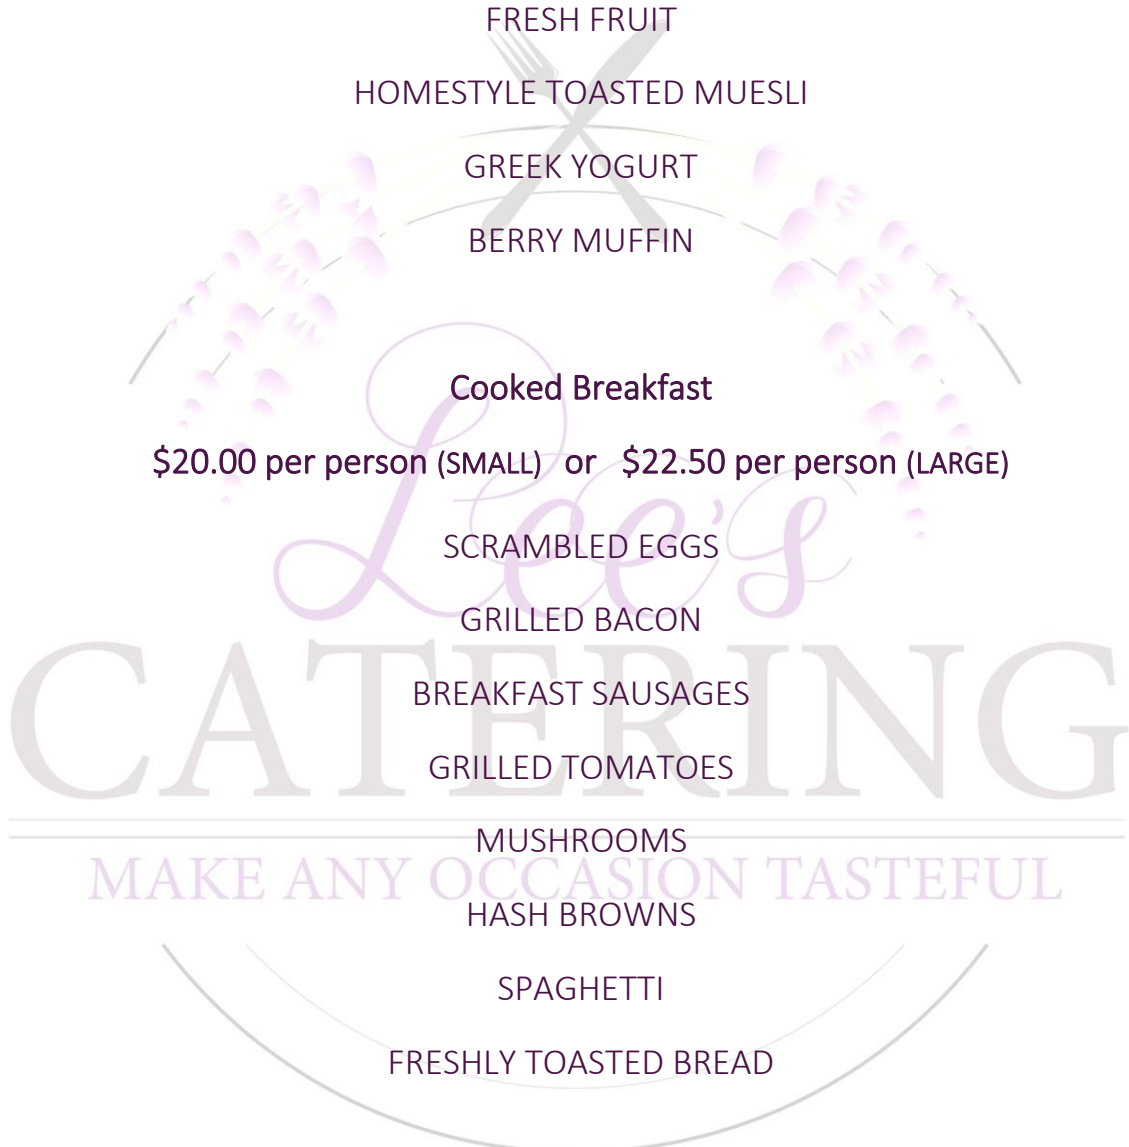 FRESH FRUIT
HOMESTYLE TOASTED MUESLI
GREEK YOGURT
BERRY MUFFIN
Cooked Breakfast
$20.00 per person (SMALL) or $22.50 per person (LARGE)
Lee's
SCRAMBLED EGGS
GRILLED BACON
CATERING
BREAKFAST SAUSAGES
GRILLED TOMATOES
MUSHROOMS
MAKE ANY OCCASION TASTEFUL
HASH BROWNS
SPAGHETTI
FRESHLY TOASTED BREAD